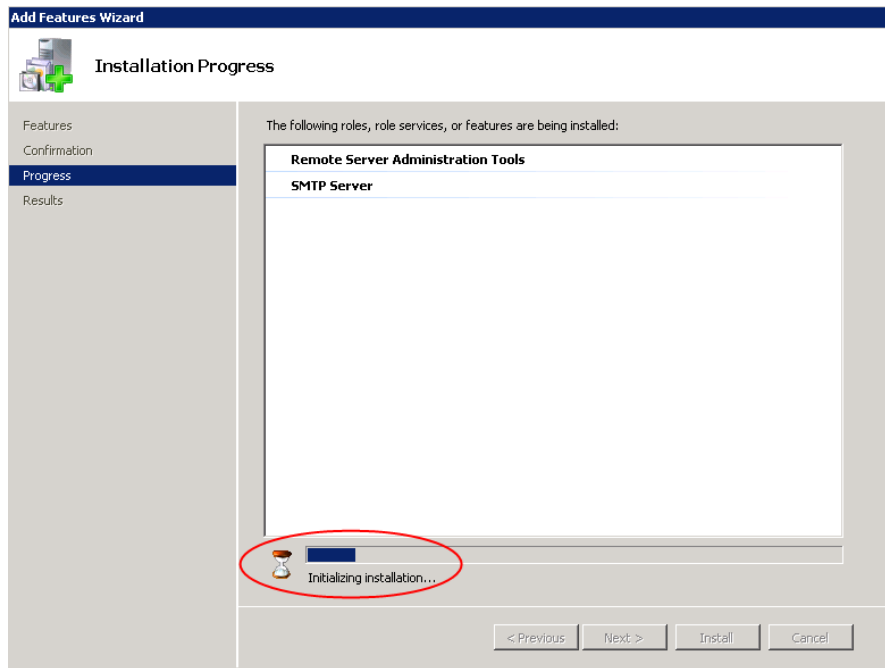 Add Features Wizard
Installation Progress
Features
Confirmation
Progress
Results
The following roles, role services, or features are being installed:
Remote Server Administration Tools
SMTP Server
Initializing installation...
< Previous
Next >
Install
Cancel